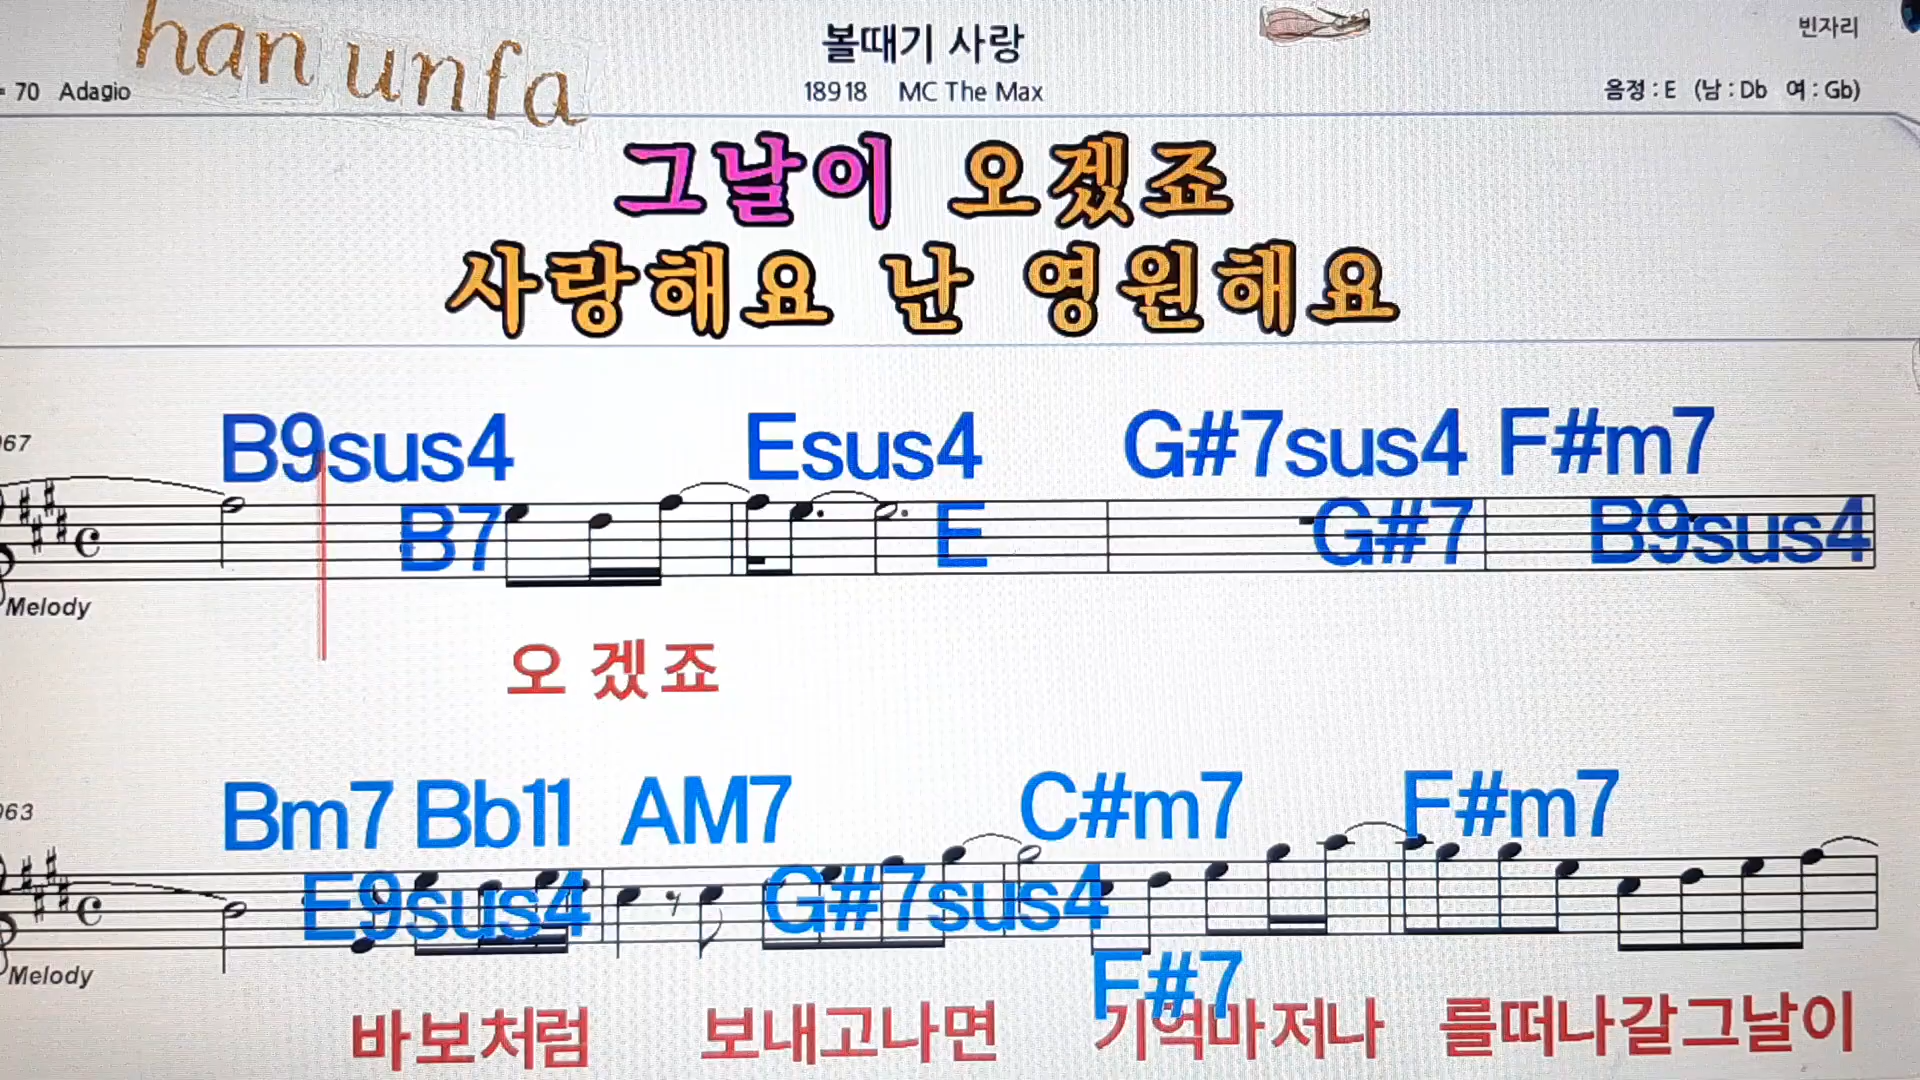 han unfa
볼때기 사랑
빈자리
= 70 Adagio
18918 MC The Max
음정 : E (남 : Db 여 : Gb)
그날이 오겠죠
사랑해요 난 영원해요
967
B9sus4 Esus4 G#7sus4 F#m7
B7 E G#7 B9sus4
Melody
오 겠 죠
963
Bm7 Bb11 AM7 C#m7 F#m7
E9sus4 G#7sus4
Melody
F#7
바보처럼 보내고나면 기억마저나 를떠나갈그날이